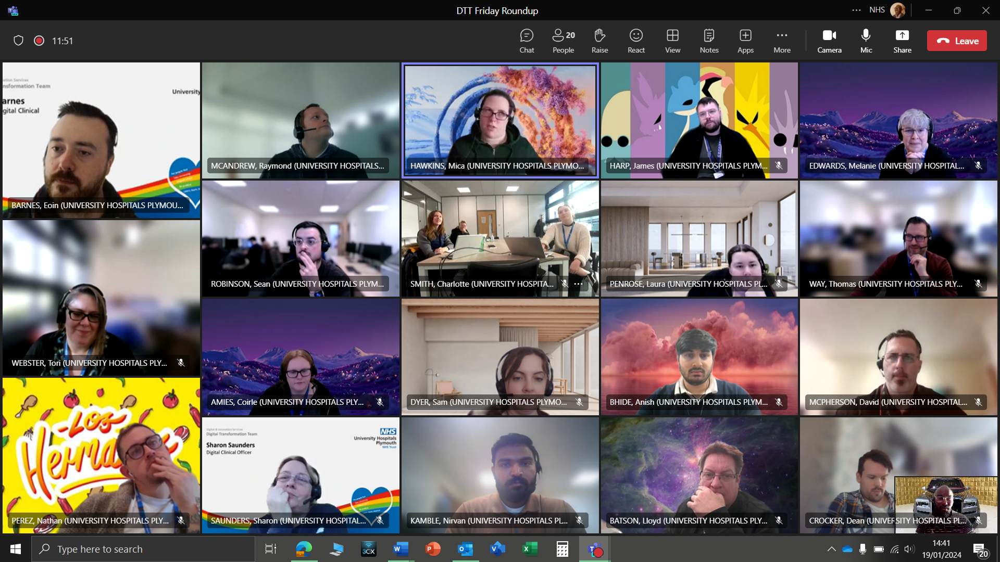 DTT Friday Roundup
NHS
11:51
Chat
People
20
Raise
React
View
Notes
Apps
More
Camera
Mic
Share
Leave
nsformation Team
arnes
gital Clinical
University
BARNES, Eoin (UNIVERSITY HOSPITALS PLYMOU...
MCANDREW, Raymond (UNIVERSITY HOSPITALS...
HAWKINS, Mica (UNIVERSITY HOSPITALS PLYMO...
HARP, James (UNIVERSITY HOSPITALS PLYM...
EDWARDS, Melanie (UNIVERSITY HOSPITAL...
WEBSTER, Tori (UNIVERSITY HOSPITALS PLY...
ROBINSON, Sean (UNIVERSITY HOSPITALS PLYM...
SMITH, Charlotte (UNIVERSITY HOSPITA...
PENROSE, Laura (UNIVERSITY HOSPITALS PL...
WAY, Thomas (UNIVERSITY HOSPITALS PLY...
AMIES, Coirle (UNIVERSITY HOSPITALS PLY...
DYER, Sam (UNIVERSITY HOSPITALS PLYMO...
BHIDE, Anish (UNIVERSITY HOSPITALS PLYM...
MCPHERSON, David (UNIVERSITY HOSPITAL...
-LOS
Herma
PEREZ, Nathan (UNIVERSITY HOSPITALS PLY...
Digital & Innovation Services
Digital Transformation Team
Sharon Saunders
Digital Clinical Officer
NHS
University Hospitals
Plymouth
NHS Trust
SAUNDERS, Sharon (UNIVERSITY HOSPITAL...
KAMBLE, Nirvan (UNIVERSITY HOSPITALS PL...
BATSON, Lloyd (UNIVERSITY HOSPITALS PLY...
CROCKER, Dean (UNIVERSITY HOSPITALS PL...
Type here to search
3CX
14:41
19/01/2024
20